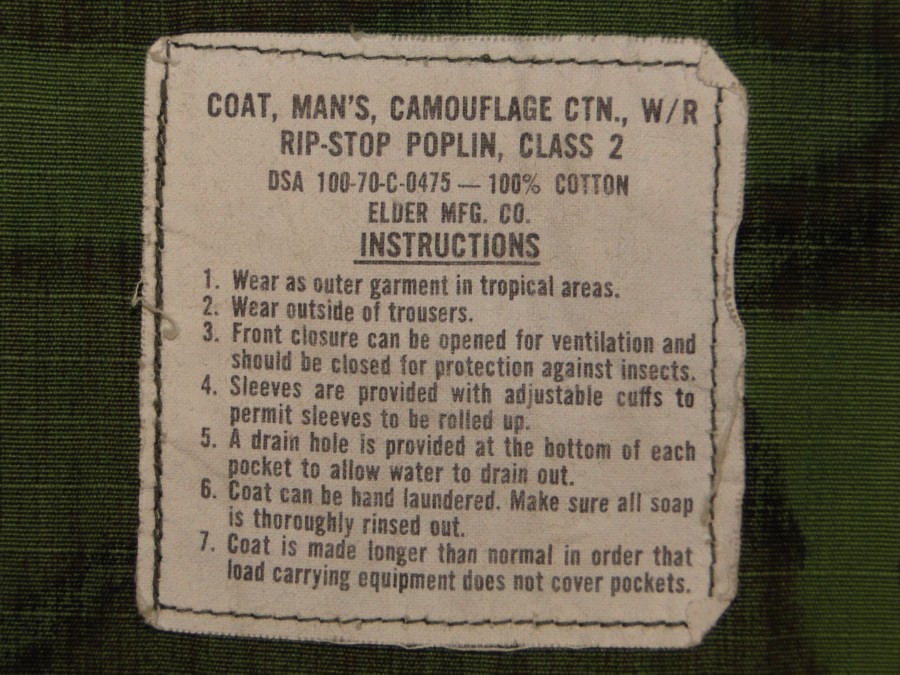 COAT, MAN'S, CAMOUFLAGE CTN., W/R
RIP-STOP POPLIN, CLASS 2
DSA 100-70-C-0475 — 100% COTTON
ELDER MFG. CO.
INSTRUCTIONS
1. Wear as outer garment in tropical areas.
2. Wear outside of trousers.
3. Front closure can be opened for ventilation and
should be closed for protection against insects.
4. Sleeves are provided with adjustable cuffs to
permit sleeves to be rolled up.
5. A drain hole is provided at the bottom of each
pocket to allow water to drain out.
6. Coat can be hand laundered. Make sure all soap
is thoroughly rinsed out.
7. Coat is made longer than normal in order that
load carrying equipment does not cover pockets.